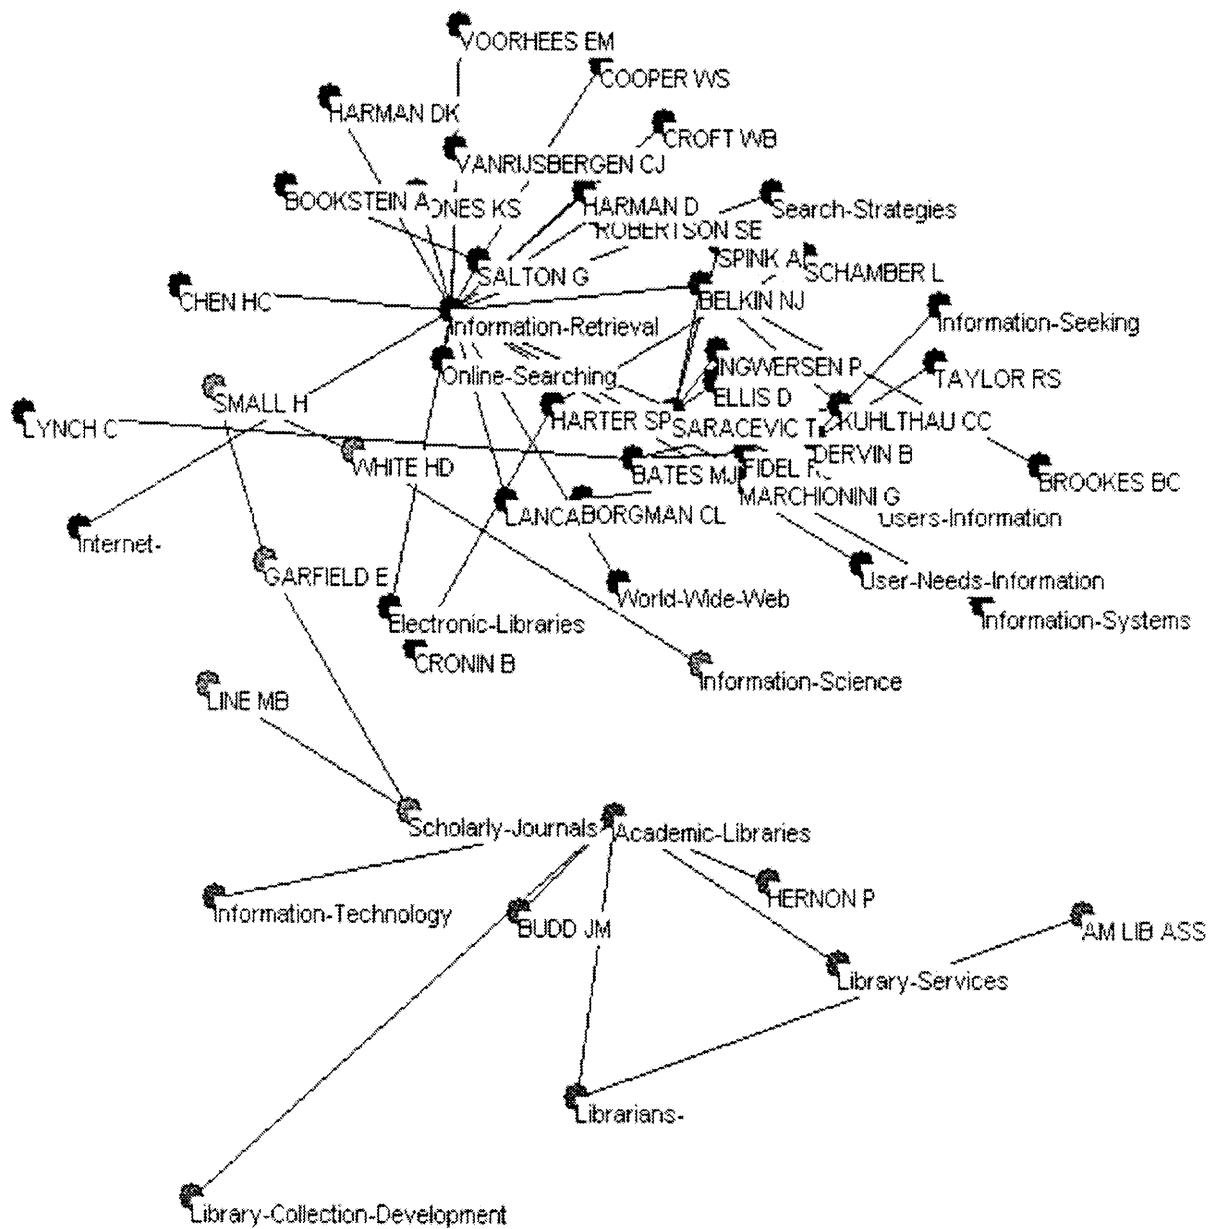 VOORHEES EM
COOPER WS
HARMAN DK
CROFT WB
VANRIJSBERGEN CJ
BOOKSTEIN A
ONES KS
HARMAN D
Search-Strategies
ROBERTSON SE
SPINK A
SCHAMBER L
SALTON G
CHEN HC
BELKIN NJ
Information-Retrieval
Information-Seeking
Online-Searching
INGWERSEN P
TAYLOR RS
ELLIS D
SMALL H
LYNCH C
HARTER SP
SARACEVIC T
KUHLTHAU CC
WHITE HD
BATES MJ
FIDEL R
DERVIN B
BROOKES BC
MARCHIONINI G
LANCA
BORGMAN CL
Users-Information
Internet-
GARFIELD E
User-Needs-Information
World-Wide-Web
Electronic-Libraries
Information-Systems
CRONIN B
Information-Science
LINE MB
Scholarly-Journals
Academic-Libraries
HERNON P
Information-Technology
BUDD JM
AM LIB ASS
Library-Services
Librarians-
Library-Collection-Development